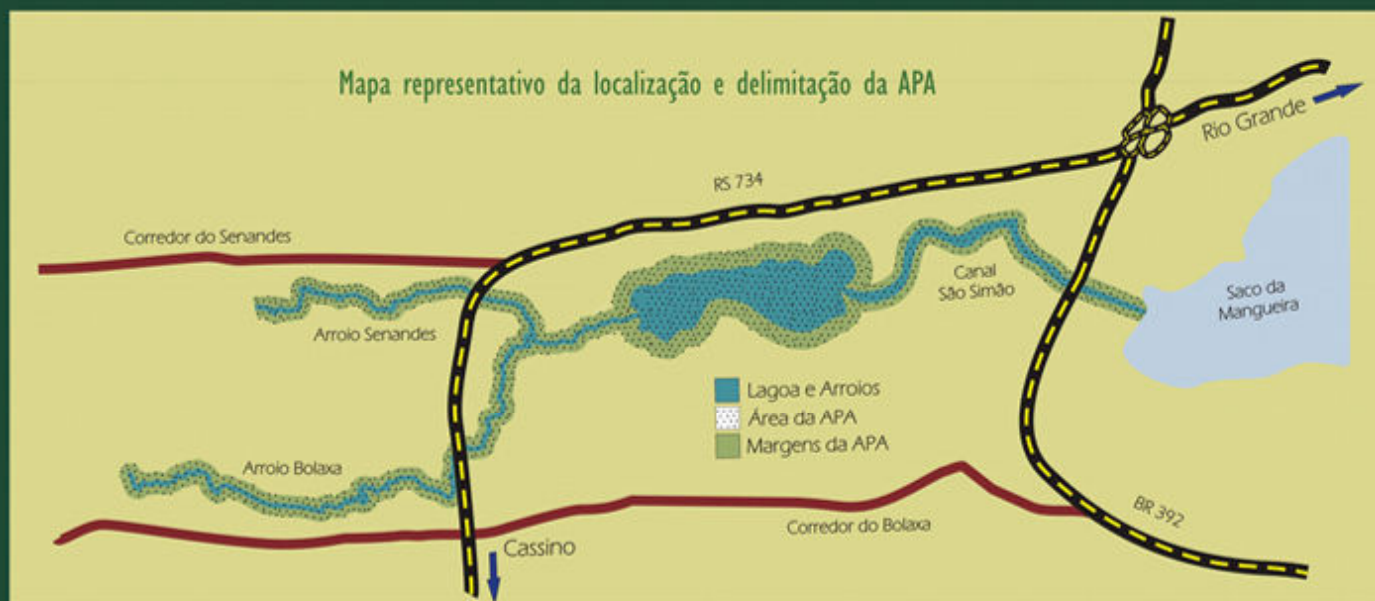 Mapa representativo da localização e delimitação da APA
Rio Grande
RS 734
Corredor do Senandes
Canal
São Simão
Saco da
Mangueira
Arroio Senandes
Lagoa e Arroios
Área da APA
Margens da APA
Arroio Bolaxa
Corredor do Bolaxa
BR 392
Cassino